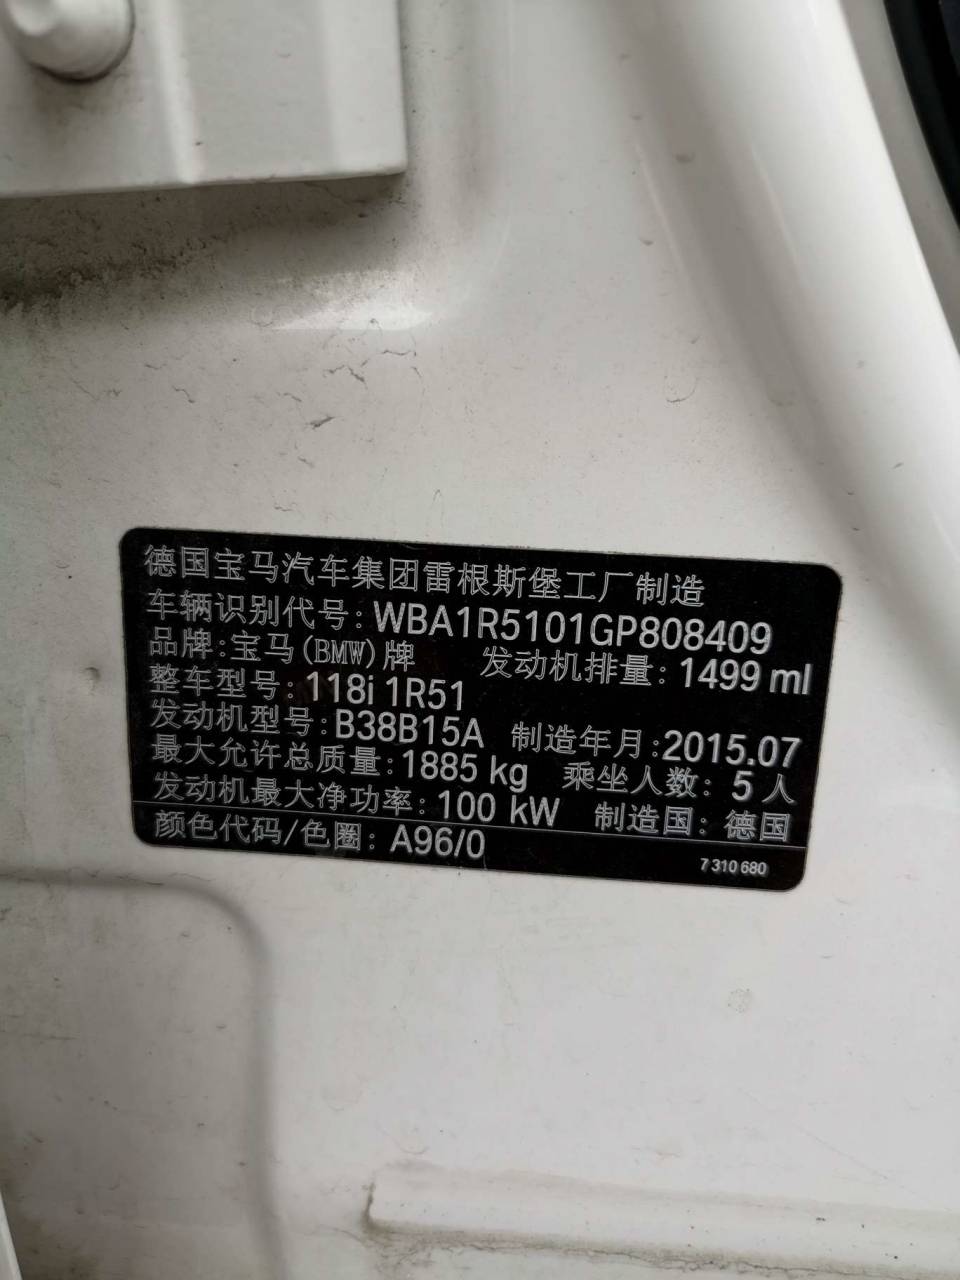 德国宝马汽车集团雷根斯堡工厂制造
车辆识别代号: WBA1R5101GP808409
品牌: 宝马(BMW)牌 发动机排量: 1499 ml
整车型号: 118i 1R51
发动机型号: B38B15A 制造年月: 2015.07
最大允许总质量: 1885 kg 乘坐人数: 5 人
发动机最大净功率: 100 kW 制造国: 德国
颜色代码/色圈: A96/0
7 310 680